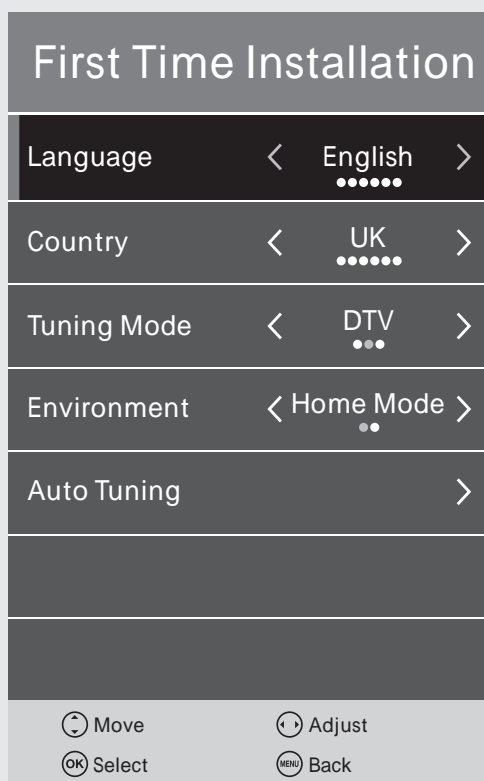 First Time Installation
Language < English >
Country < UK >
Tuning Mode < DTV >
Environment < Home Mode >
Auto Tuning >
Move Adjust
OK Select MENU Back